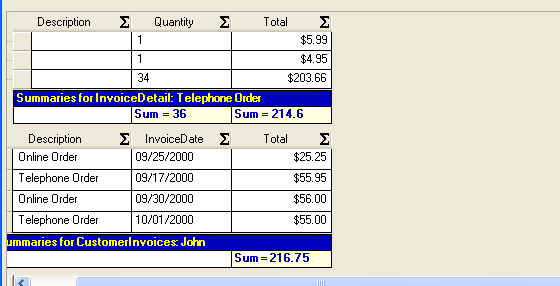 Description Σ Quantity Σ Total Σ
1 $5.99
1 $4.95
34 $203.66
Summaries for InvoiceDetail: Telephone Order
Sum = 36 Sum = 214.6
Description Σ InvoiceDate Σ Total Σ
Online Order 09/25/2000 $25.25
Telephone Order 09/17/2000 $55.95
Online Order 09/30/2000 $56.00
Telephone Order 10/01/2000 $55.00
ummaries for CustomerInvoices: John
Sum = 216.75